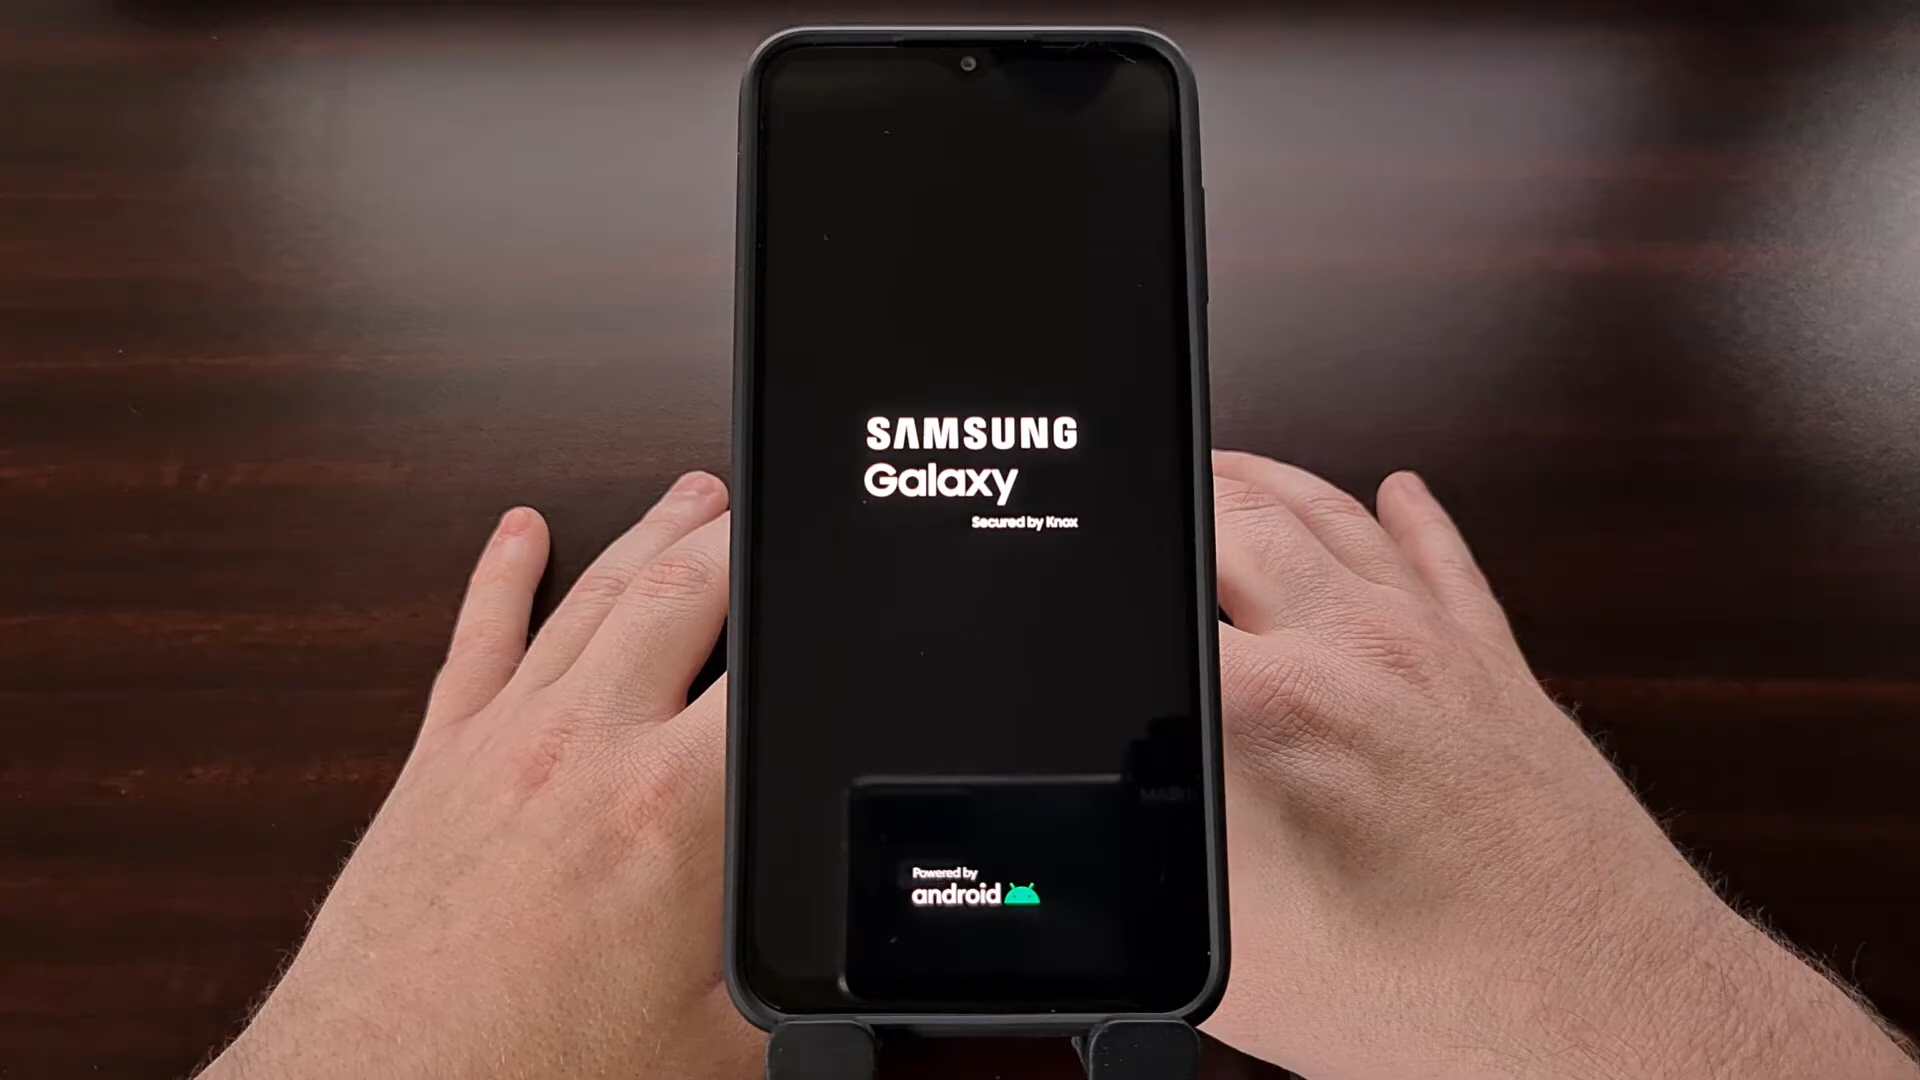 SAMSUNG
Galaxy
Secured by Knox
Powered by
android